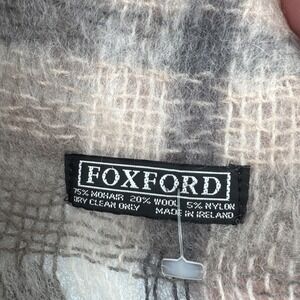 FOXFORD
75% MOHAIR 20% WOOL 5% NYLON
DRY CLEAN ONLY MADE IN IRELAND